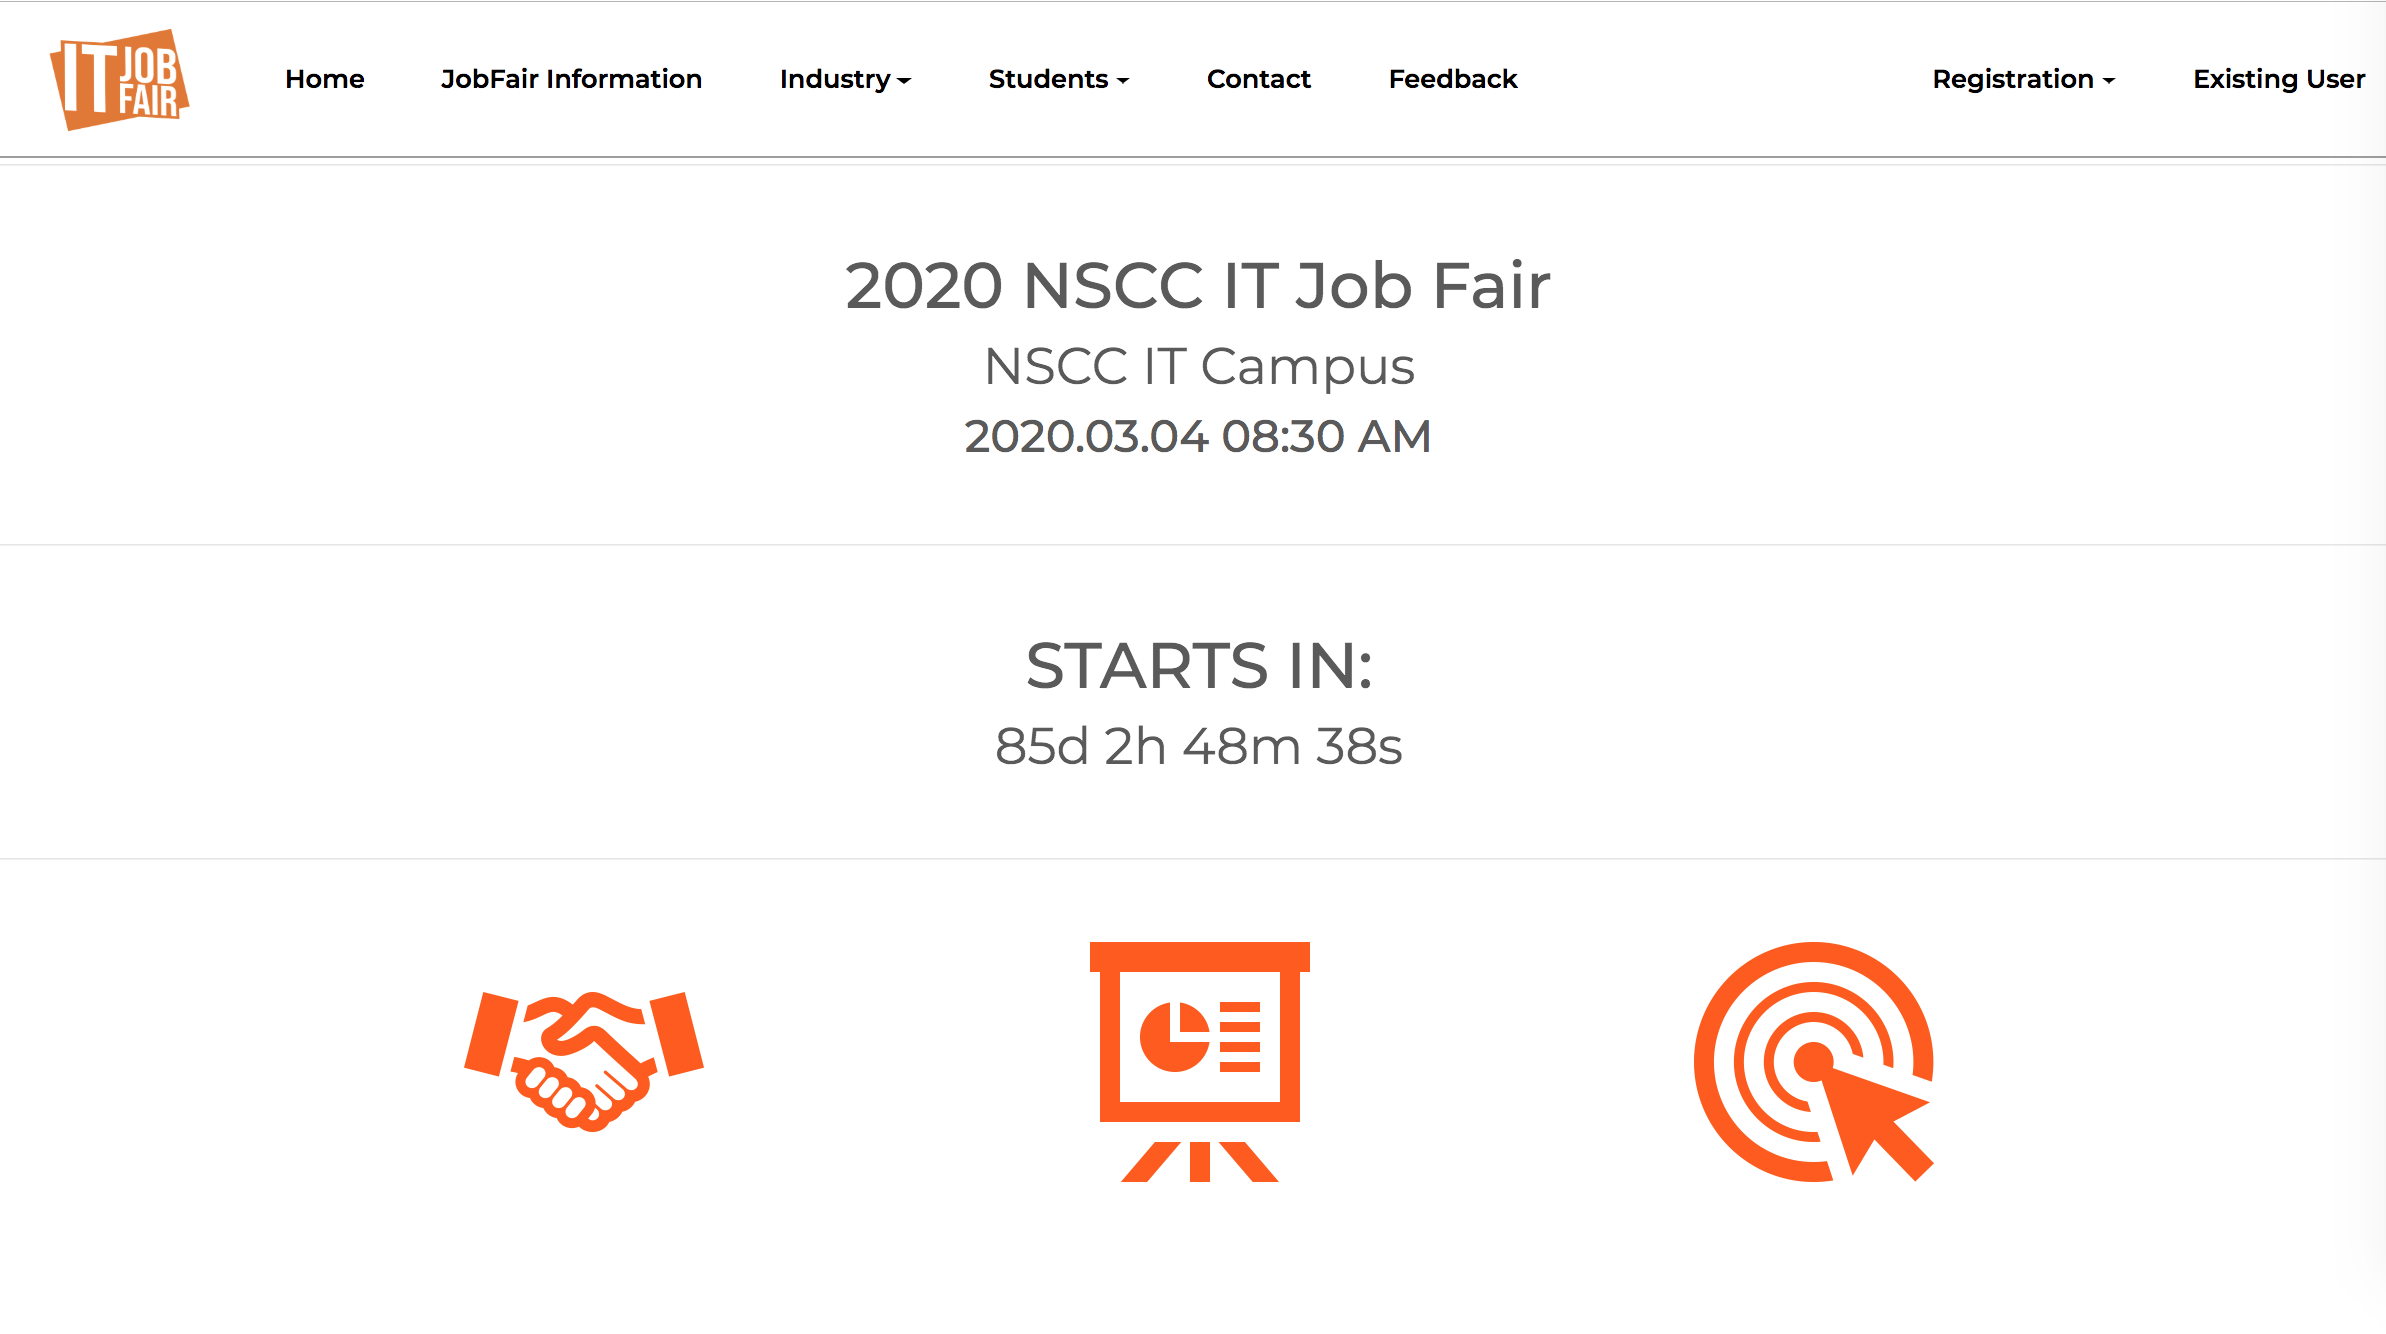 IT JOB FAIR
Home JobFair Information Industry Students Contact Feedback Registration Existing User
2020 NSCC IT Job Fair
NSCC IT Campus
2020.03.04 08:30 AM
STARTS IN:
85d 2h 48m 38s